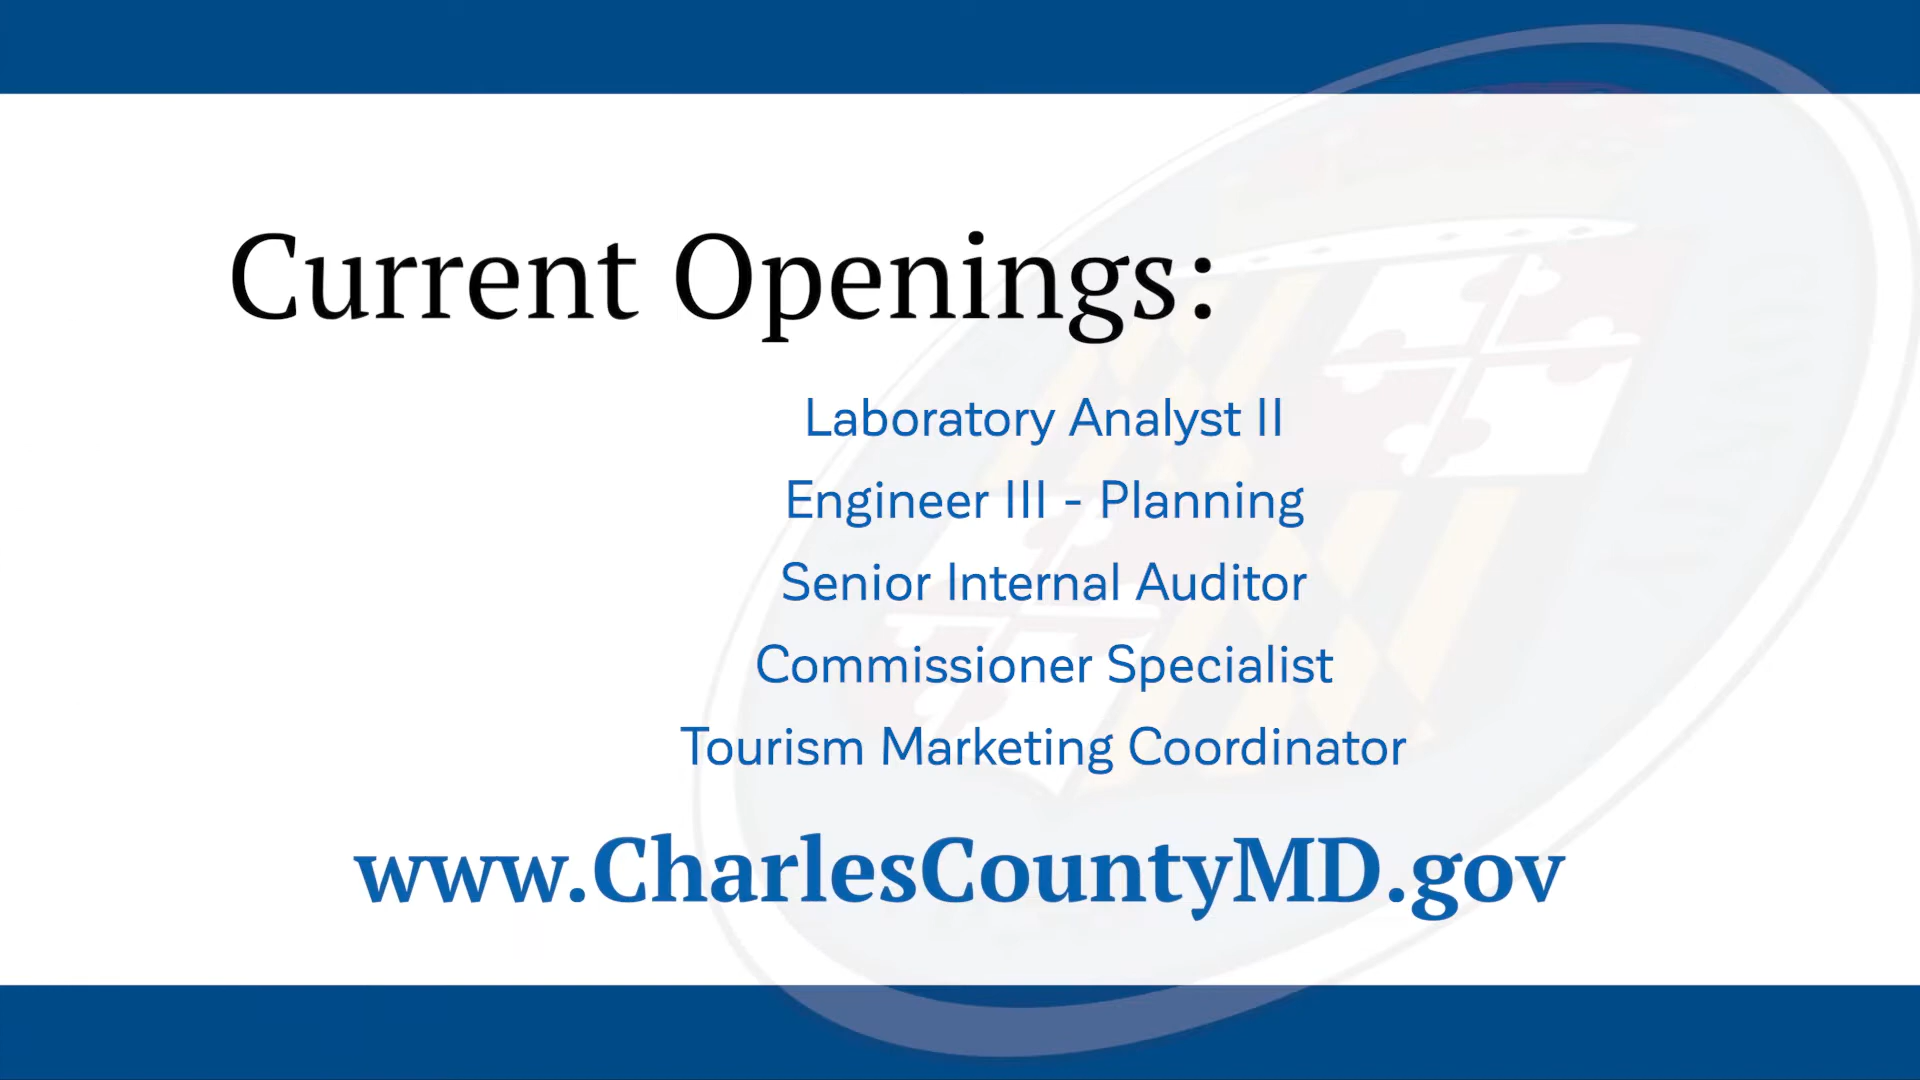 Current Openings:
Laboratory Analyst II
Engineer III - Planning
Senior Internal Auditor
Commissioner Specialist
Tourism Marketing Coordinator
www.CharlesCountyMD.gov